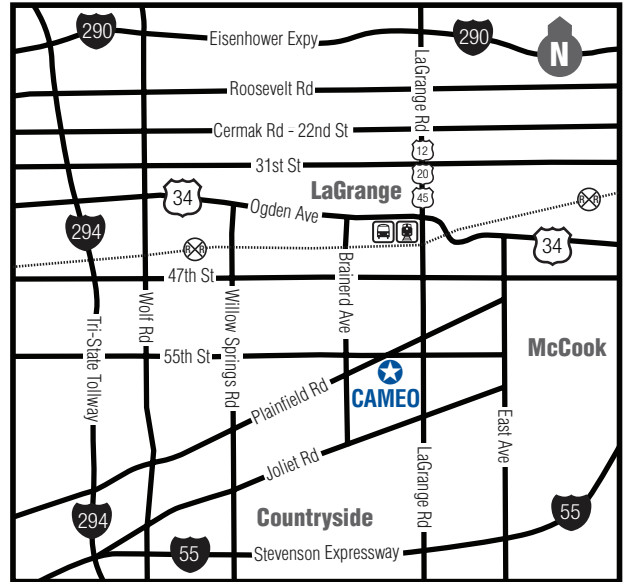 290
Eisenhower Expy
290
N
LaGrange Rd
Roosevelt Rd
Cermak Rd - 22nd St
12
31st St
20
LaGrange
34
45
Ogden Ave
R R
294
34
R R
47th St
Brainerd Ave
Tri-State Tollway
Wolf Rd
Willow Springs Rd
55th St
McCook
CAMEO
Plainfield Rd
East Ave
Joliet Rd
LaGrange Rd
294
Countryside
55
55
Stevenson Expressway